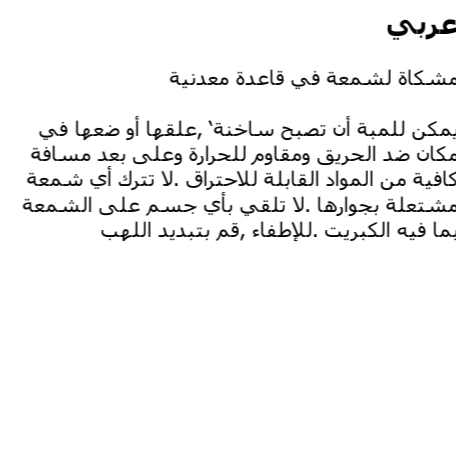 عربي
مشكاة لشمعة في قاعدة معدنية
يمكن للمبة أن تصبح ساخنة‘ ,علقها أو ضعها في
مكان ضد الحريق ومقاوم للحرارة وعلى بعد مسافة
كافية من المواد القابلة للاحتراق .لا تترك أي شمعة
مشتعلة بجوارها .لا تلقي بأي جسم على الشمعة
بما فيه الكبريت .للإطفاء ,قم بتبديد اللهب